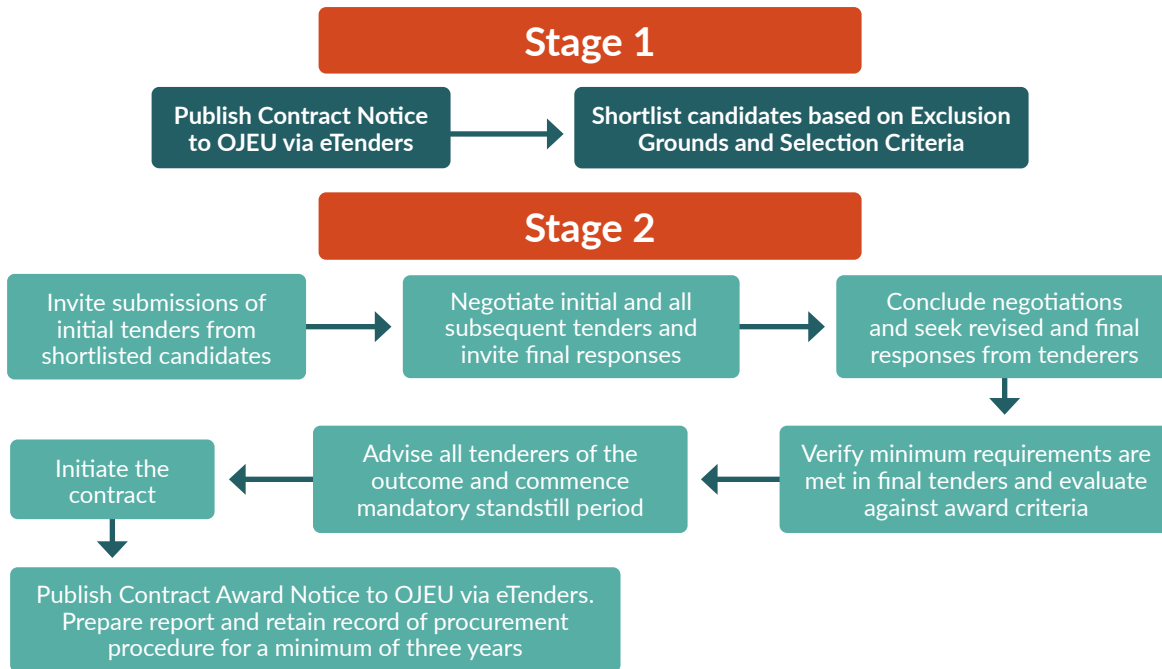 Stage 1
Publish Contract Notice
to OJEU via eTenders
Shortlist candidates based on Exclusion
Grounds and Selection Criteria
Stage 2
Invite submissions of
initial tenders from
shortlisted candidates
Negotiate initial and all
subsequent tenders and
invite final responses
Conclude negotiations
and seek revised and final
responses from tenderers
Verify minimum requirements are
met in final tenders and evaluate
against award criteria
Advise all tenderers of the
outcome and commence
mandatory standstill period
Initiate the
contract
Publish Contract Award Notice to OJEU via eTenders.
Prepare report and retain record of procurement
procedure for a minimum of three years